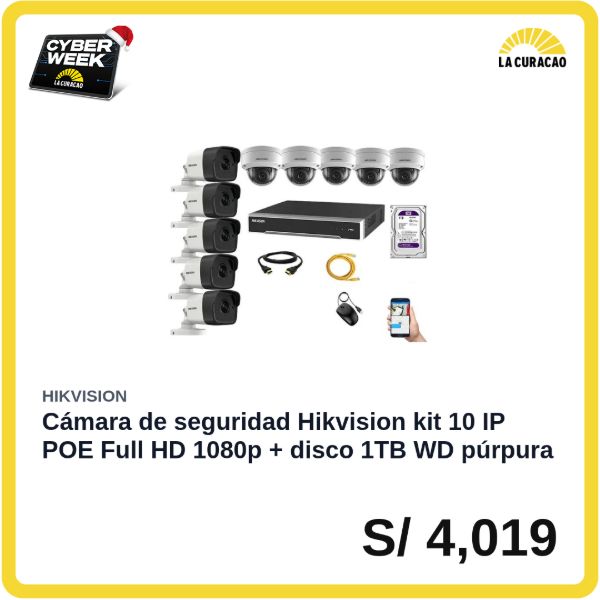 CYBER
WEEK
LA CURACAO
LA CURACAO
HIKVISION
Cámara de seguridad Hikvision kit 10 IP
POE Full HD 1080p + disco 1TB WD púrpura
S/ 4,019